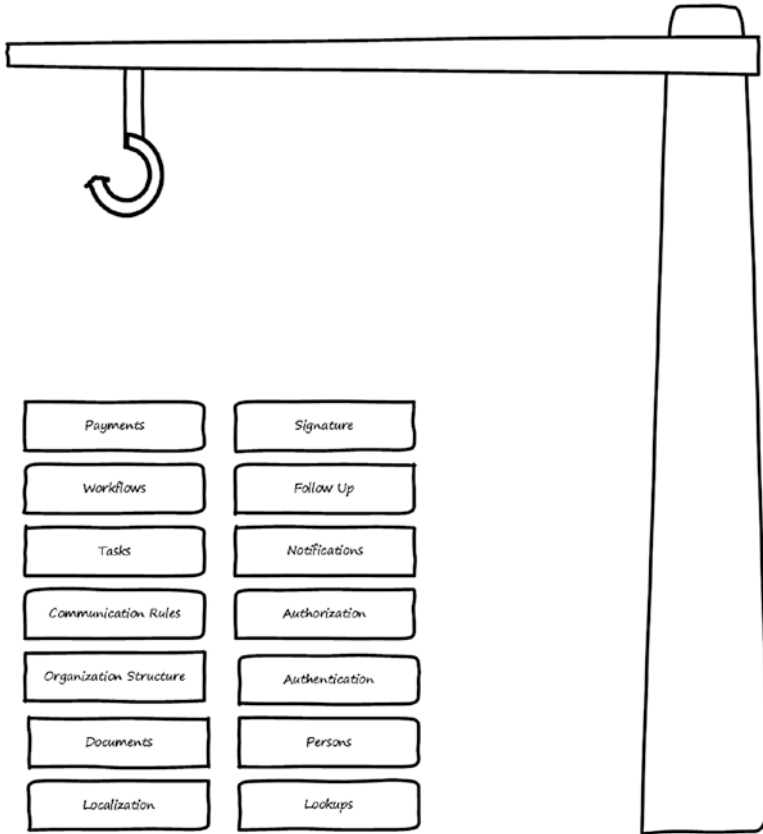 Payments
Signature
Workflows
Follow Up
Tasks
Notifications
Communication Rules
Authorization
Organization Structure
Authentication
Documents
Persons
Localization
Lookups